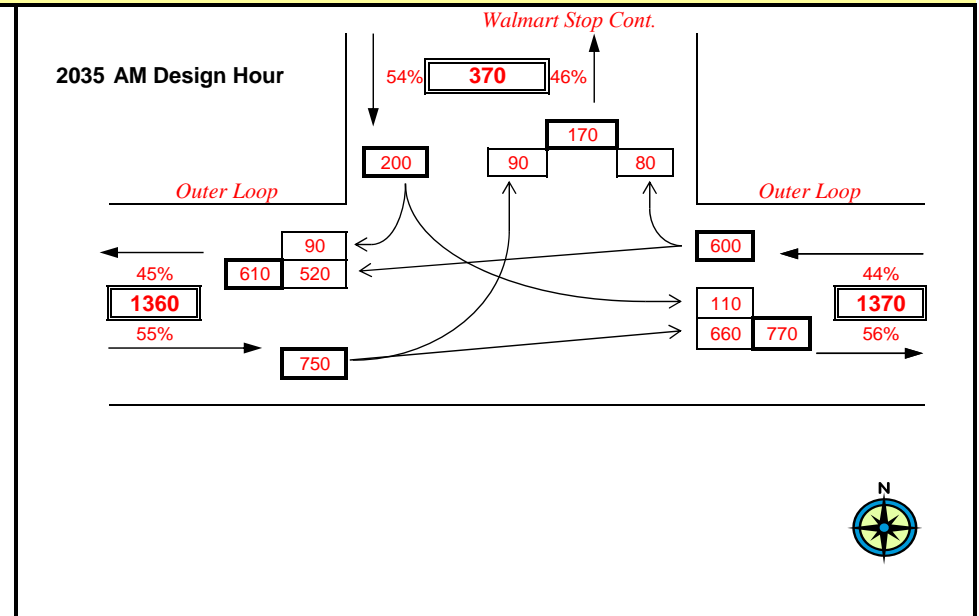 Walmart Stop Cont.
2035 AM Design Hour
54% 370 46%
170
200 90 80
Outer Loop Outer Loop
90 600
45% 610 520 44%
1360 110 1370
55% 660 770 56%
750
N